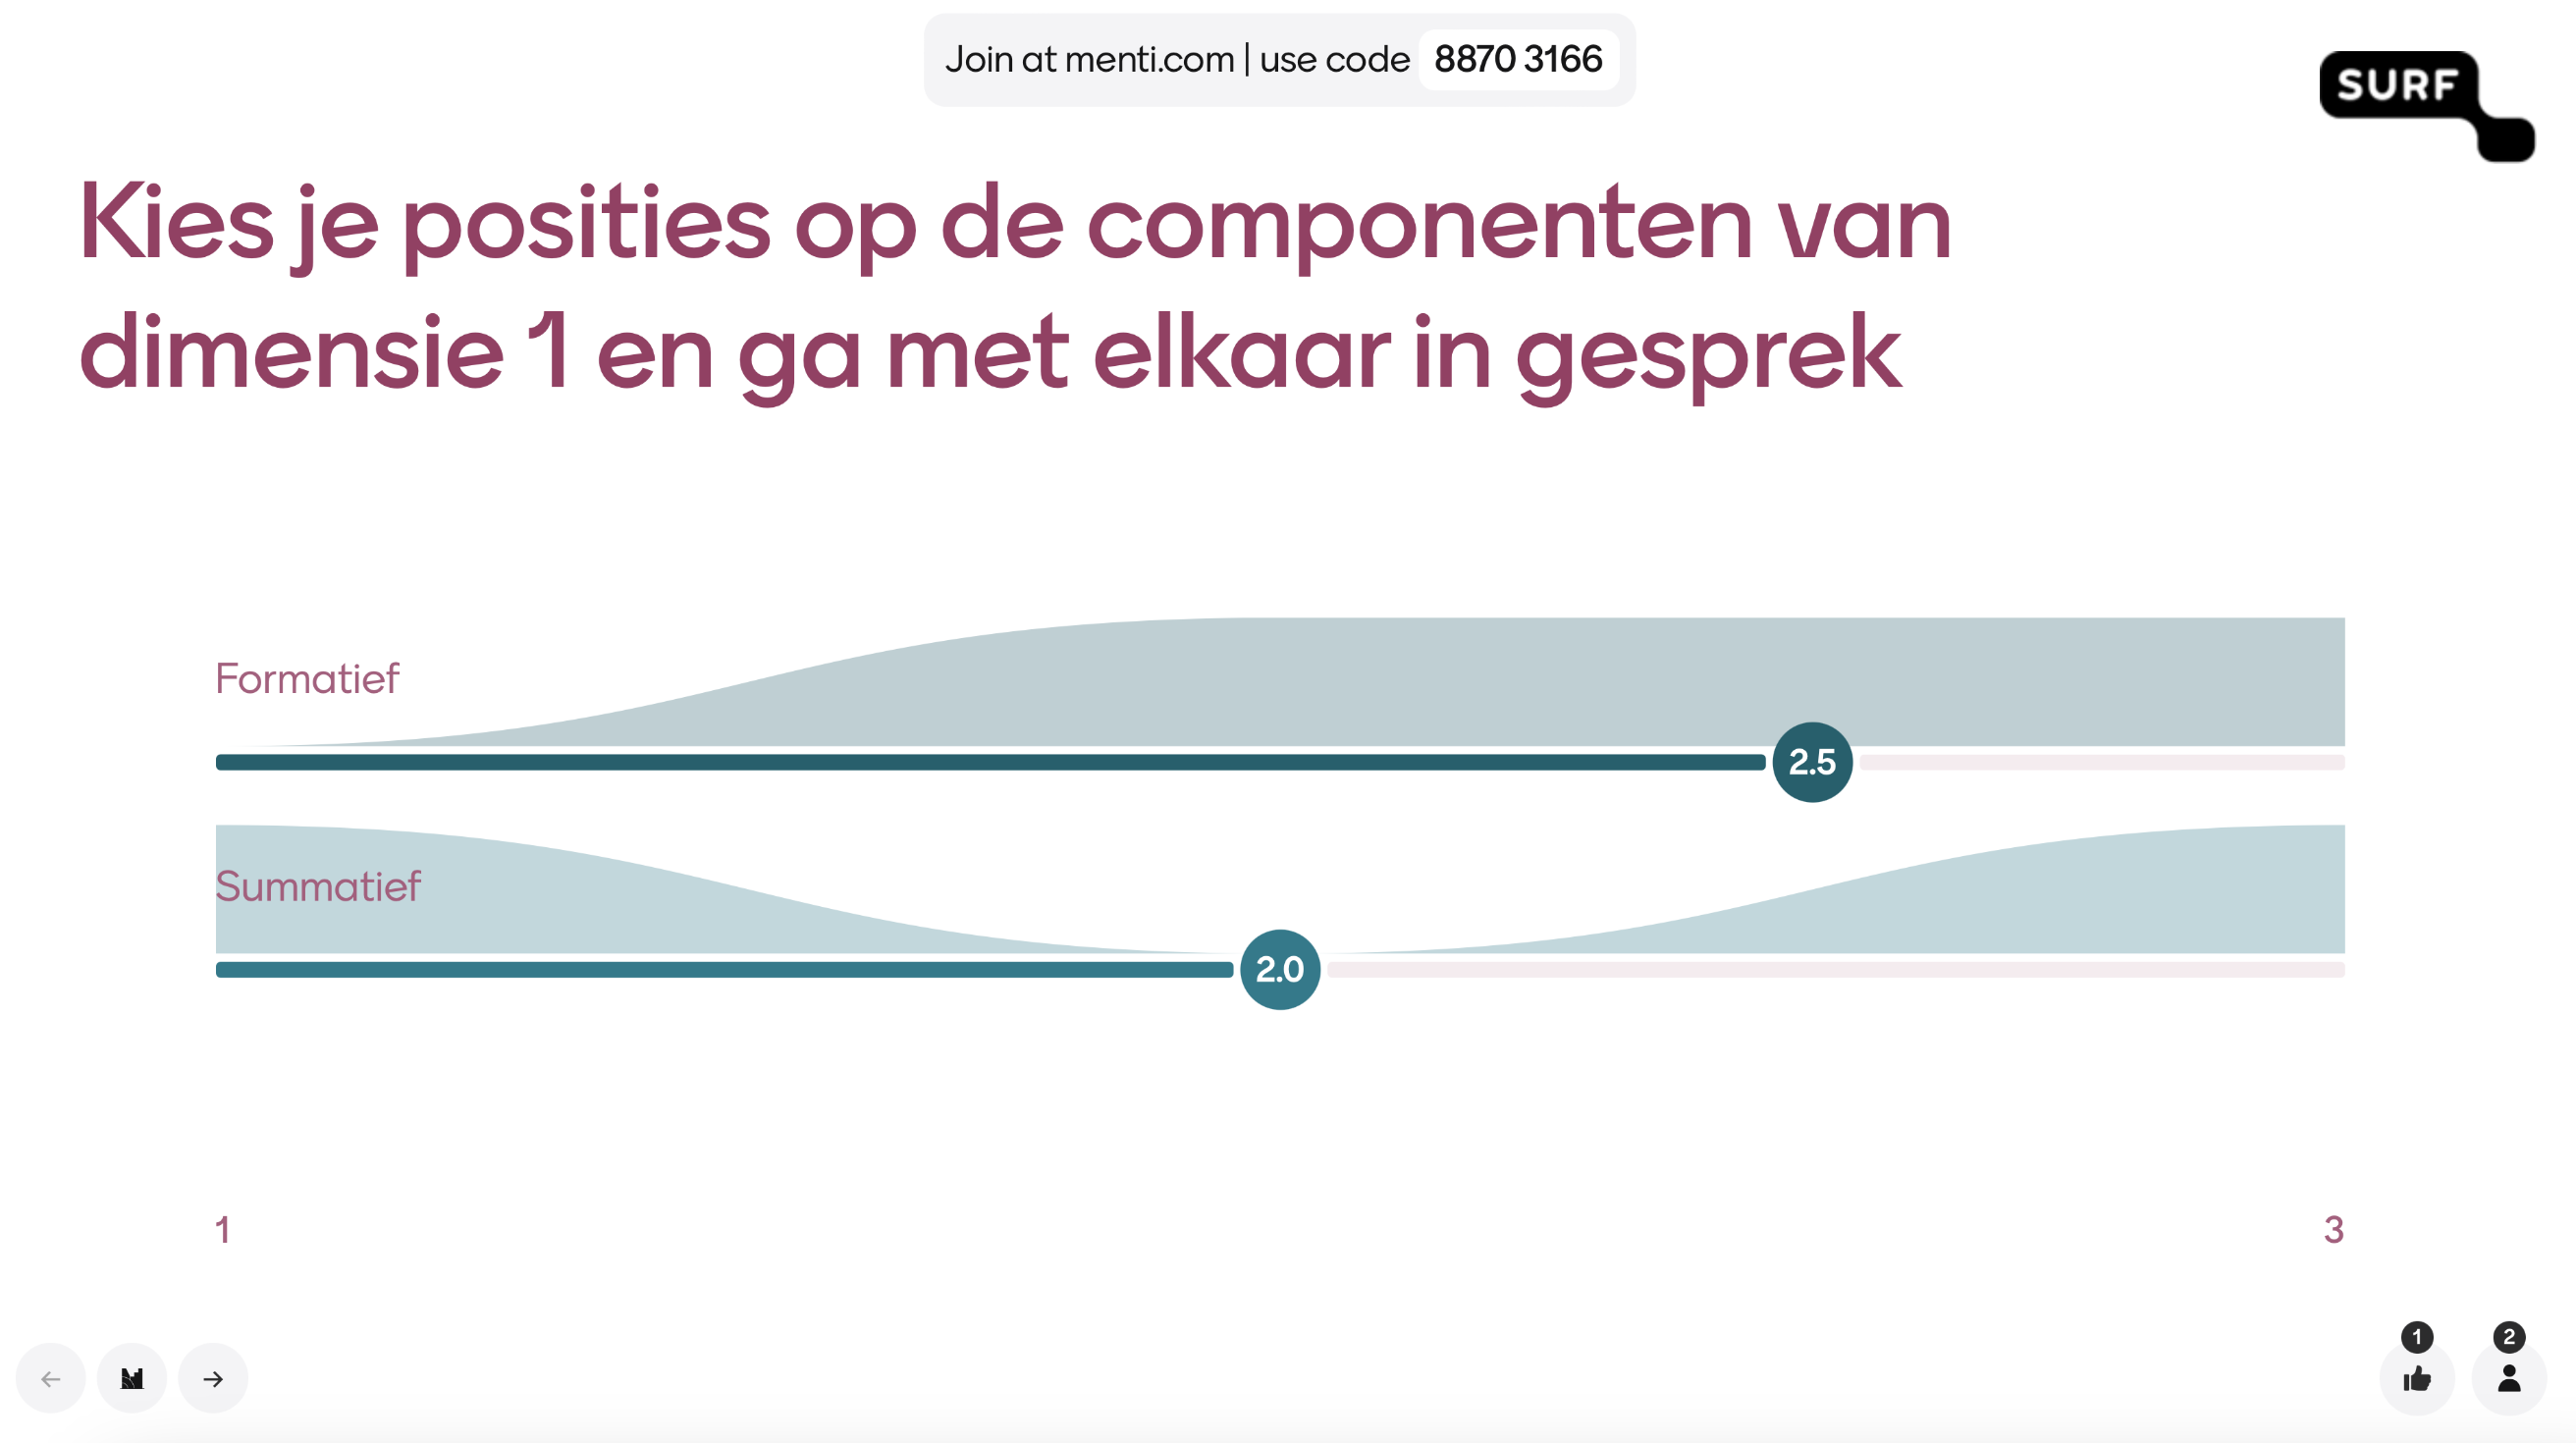 Join at menti.com | use code 8870 3166
SURF
Kies je posities op de componenten van
dimensie 1 en ga met elkaar in gesprek
Formatief
2.5
Summatief
2.0
1
3
1
2